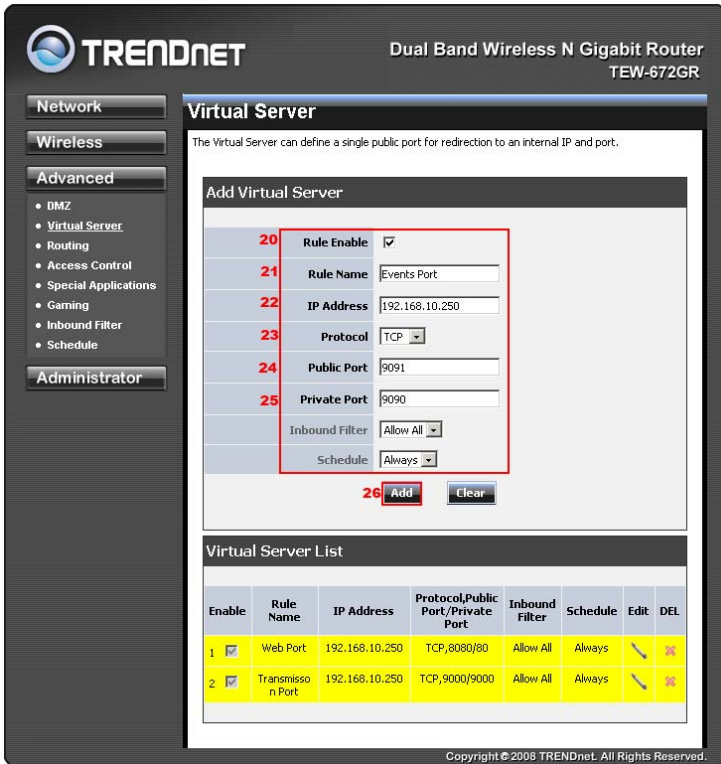 TRENDNET
Dual Band Wireless N Gigabit Router
TEW-672GR
Network
Wireless
Advanced
• DMZ
• Virtual Server
• Routing
• Access Control
• Special Applications
• Gaming
• Inbound Filter
• Schedule
Administrator
Virtual Server
The Virtual Server can define a single public port for redirection to an internal IP and port.
Add Virtual Server
20 Rule Enable
21 Rule Name Events Port
22 IP Address 192.168.10.250
23 Protocol TCP
24 Public Port 9091
25 Private Port 9090
Inbound Filter Allow All
Schedule Always
26 Add Clear
Virtual Server List
Enable Rule Name IP Address Protocol,Public Port/Private Port Inbound Filter Schedule Edit DEL
1 Web Port 192.168.10.250 TCP,8080/80 Allow All Always
2 Transmisso n Port 192.168.10.250 TCP,9000/9000 Allow All Always
Copyright © 2008 TRENDnet. All Rights Reserved.